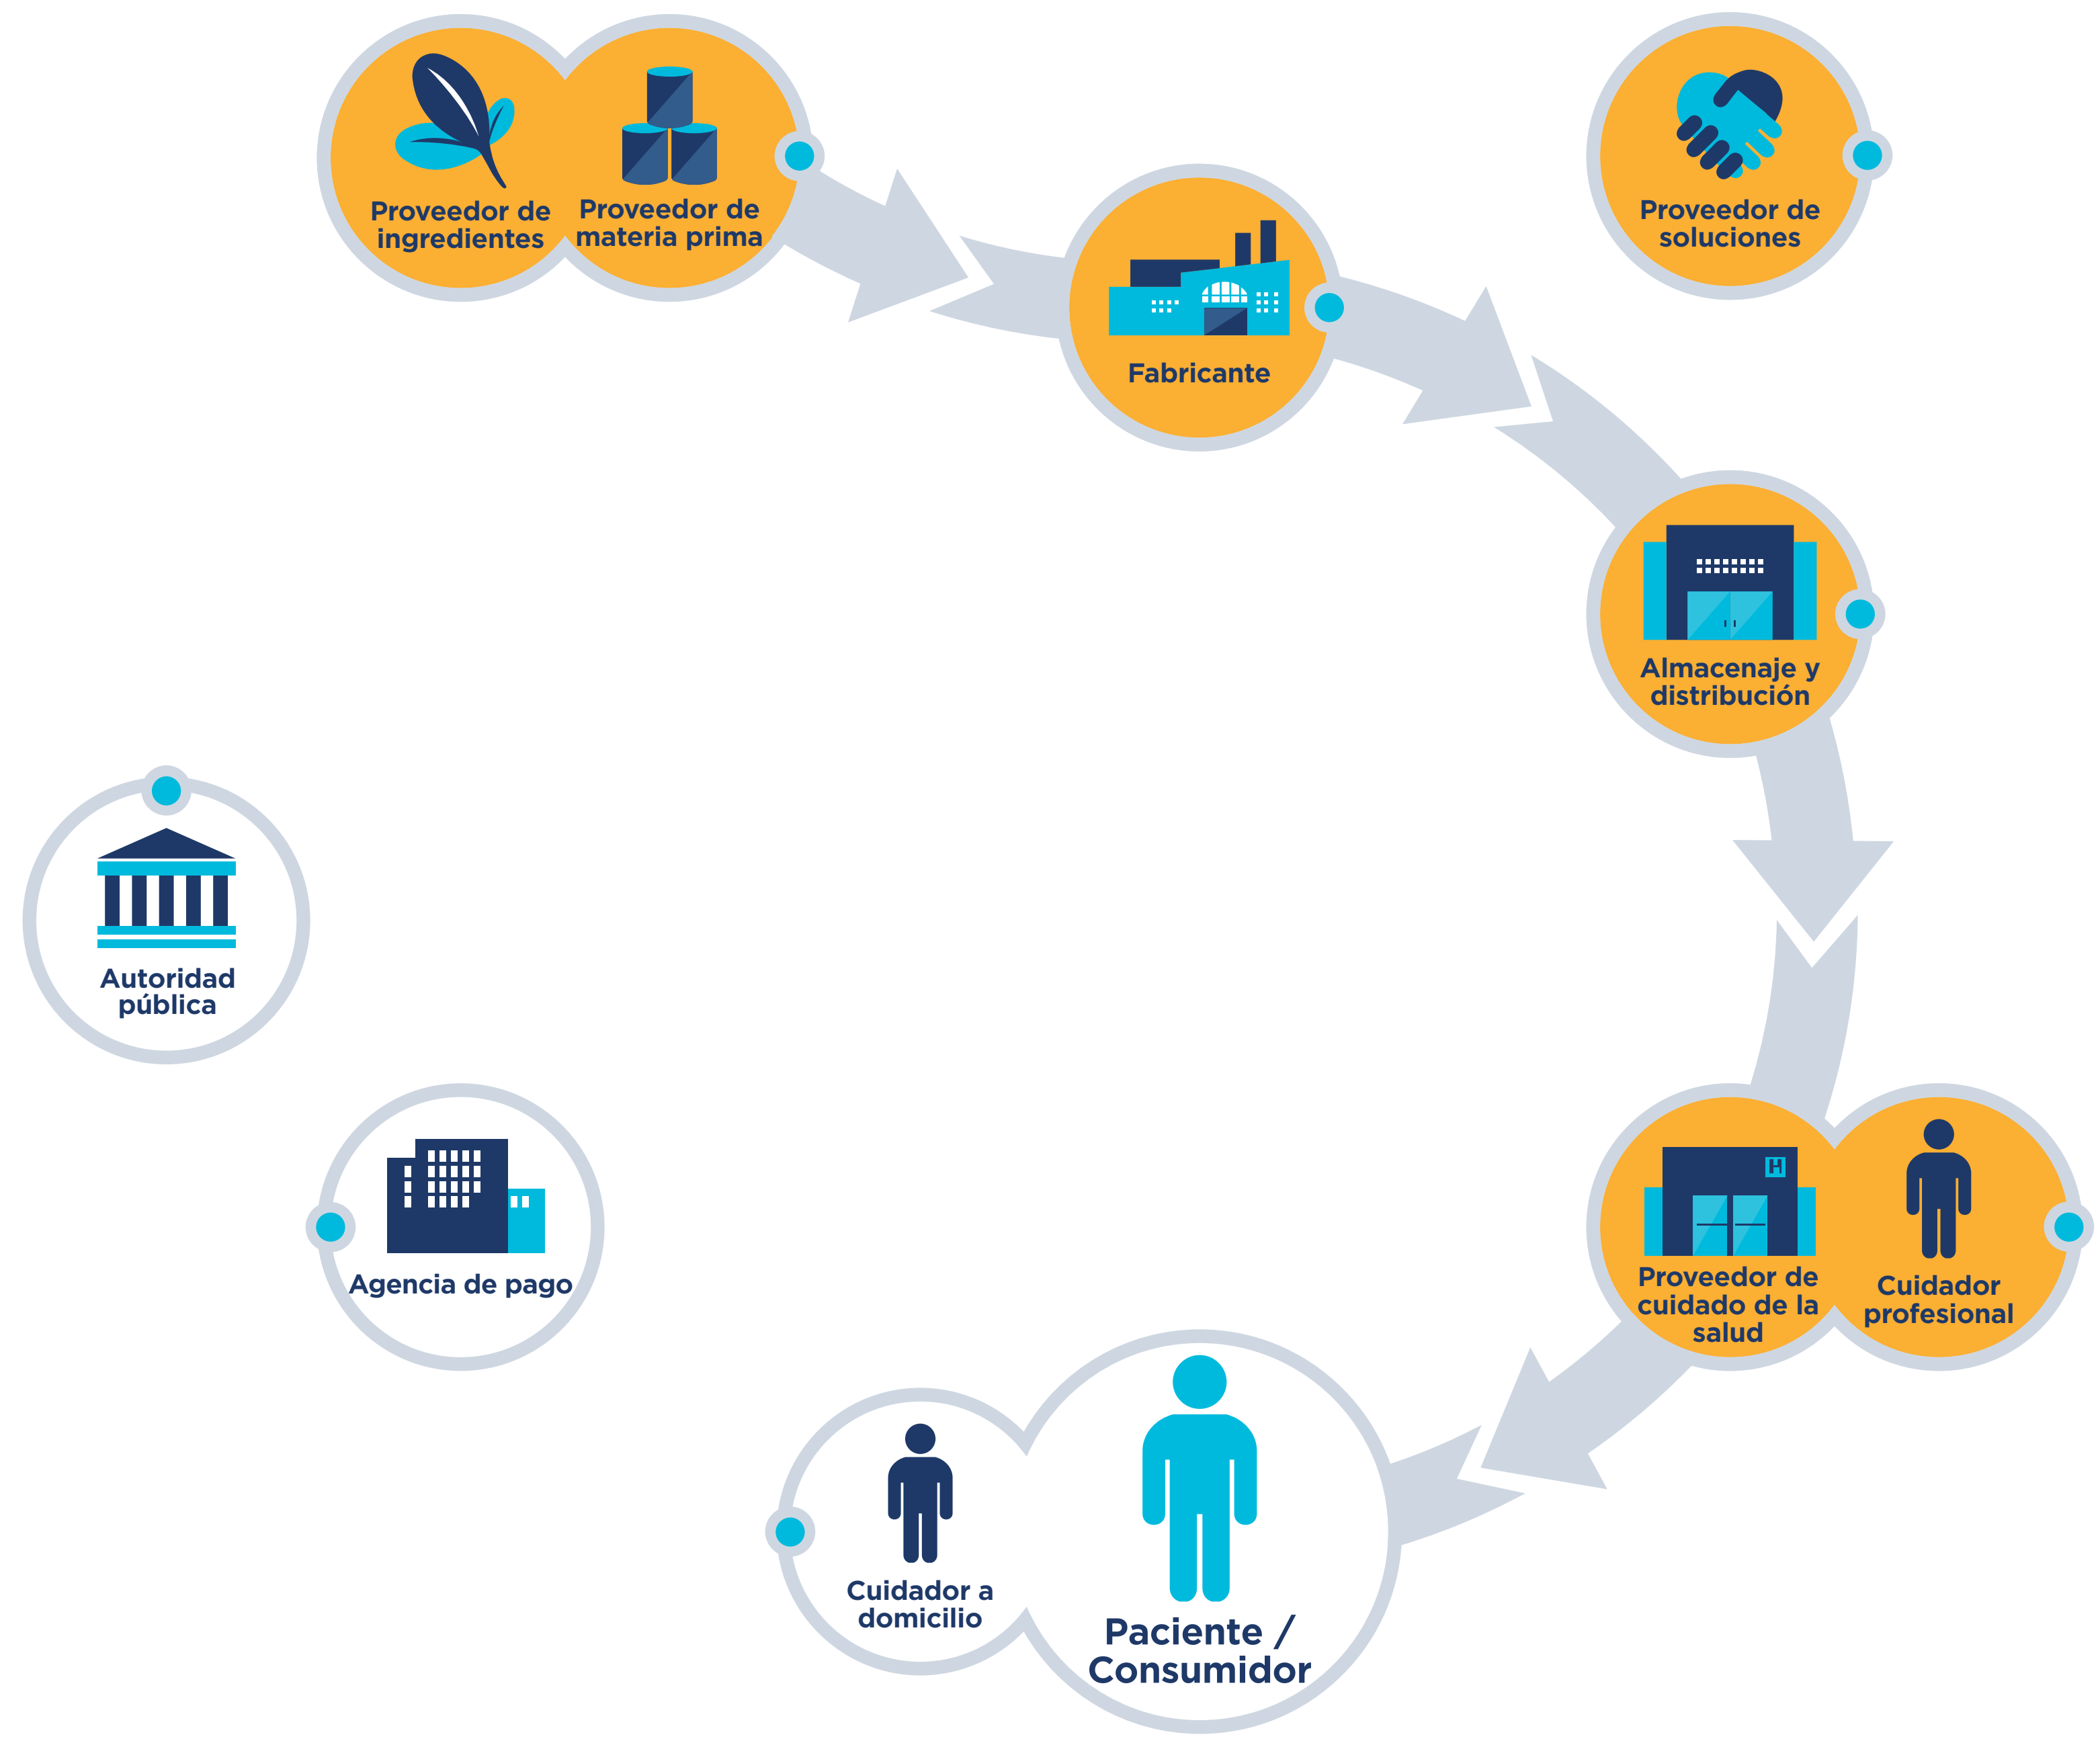 Proveedor de
ingredientes
Proveedor de
materia prima
Proveedor de
soluciones
Fabricante
Almacenaje y
distribución
Autoridad
pública
Agencia de pago
H
Proveedor de
cuidado de la
salud
Cuidador
profesional
Cuidador a
domicilio
Paciente /
Consumidor